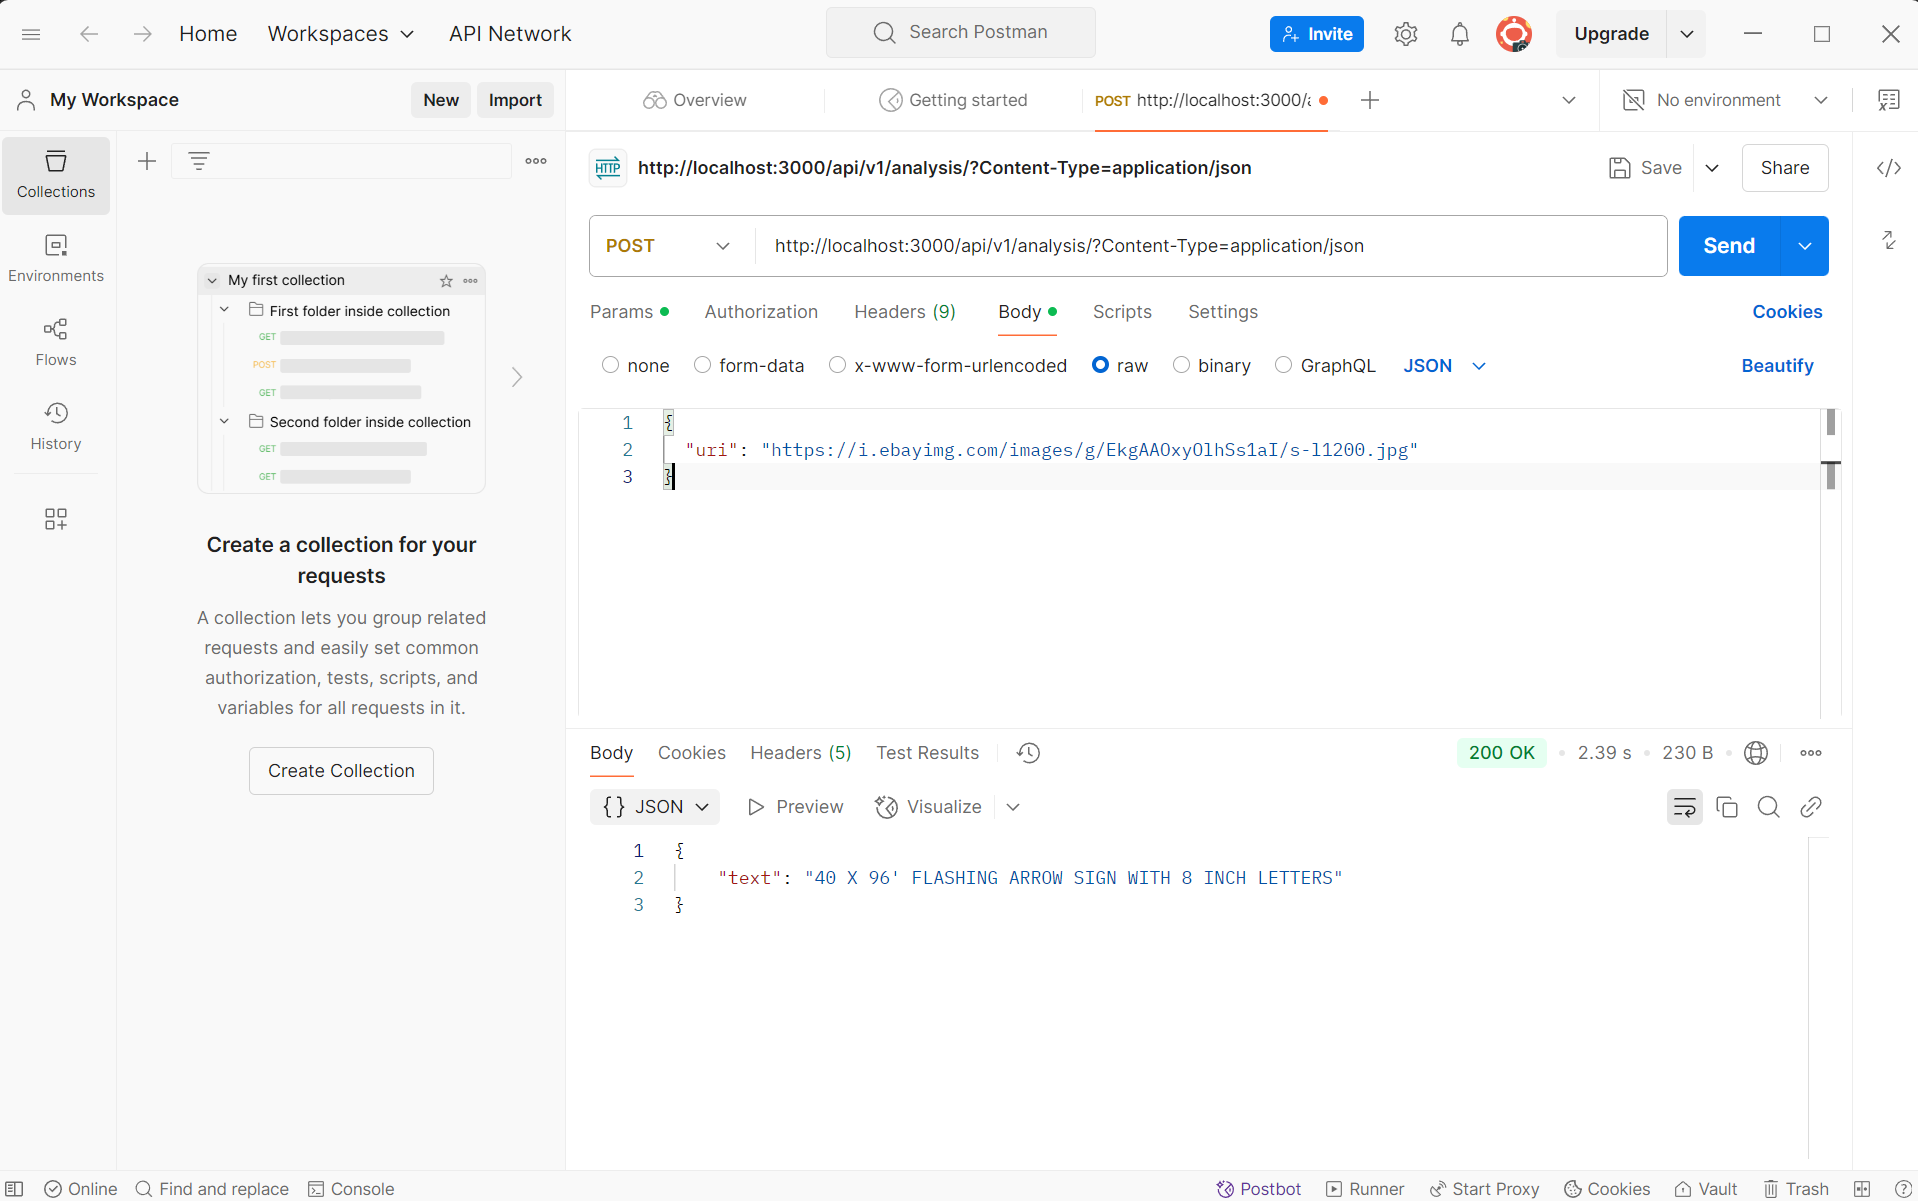 Home
Workspaces
API Network
Search Postman
Invite
Upgrade
My Workspace
New
Import
Overview
Getting started
POST http://localhost:3000/a
No environment
Collections
Environments
Flows
History
My first collection
First folder inside collection
GET
POST
GET
Second folder inside collection
GET
GET
Create a collection for your
requests
A collection lets you group related
requests and easily set common
authorization, tests, scripts, and
variables for all requests in it.
Create Collection
HTTP http://localhost:3000/api/v1/analysis/?Content-Type=application/json
Save
Share
POST http://localhost:3000/api/v1/analysis/?Content-Type=application/json
Send
Params Authorization Headers (9) Body Scripts Settings Cookies
none form-data x-www-form-urlencoded raw binary GraphQL JSON Beautify
1 {
2 "uri": "https://i.ebayimg.com/images/g/EkgAAOxyOlhSs1aI/s-l1200.jpg"
3 }
Body Cookies Headers (5) Test Results
200 OK 2.39 s 230 B
{} JSON Preview Visualize
1 {
2 "text": "40 X 96' FLASHING ARROW SIGN WITH 8 INCH LETTERS"
3 }
Online Find and replace Console
Postbot Runner Start Proxy Cookies Vault Trash